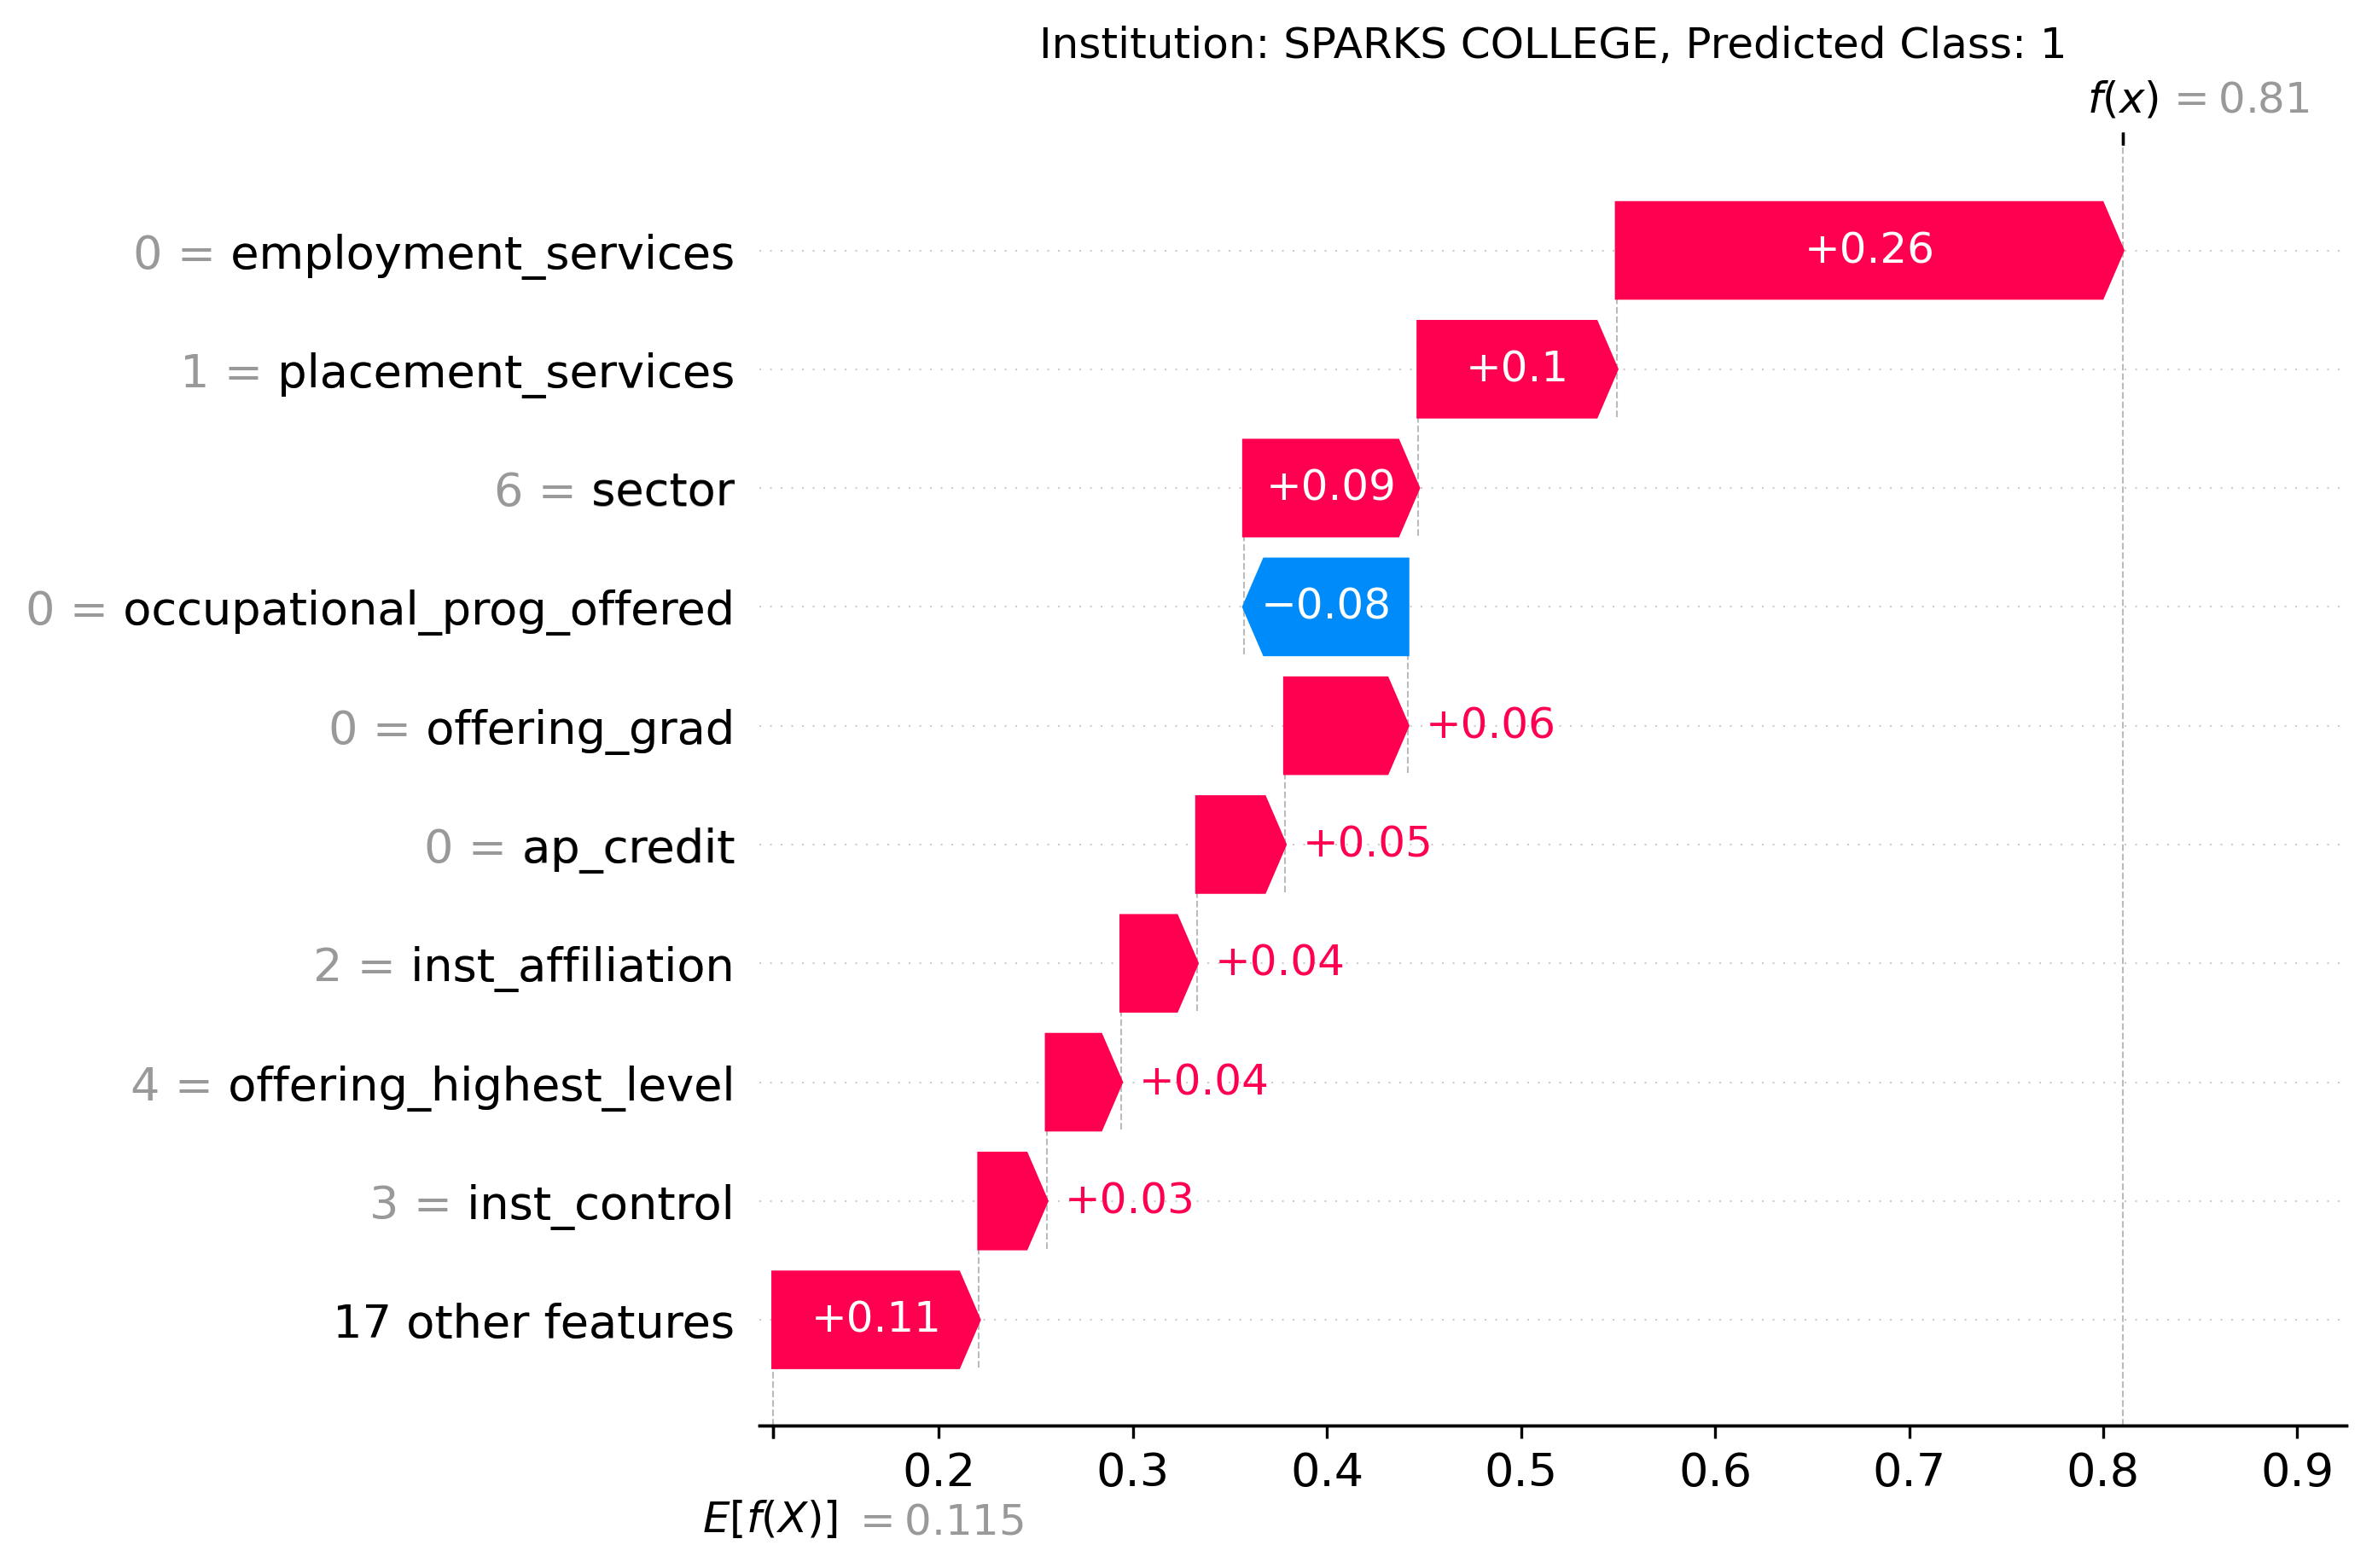 Institution: SPARKS COLLEGE, Predicted Class: 1
f(x) = 0.81
0 = employment_services +0.26
1 = placement_services +0.1
6 = sector +0.09
0 = occupational_prog_offered −0.08
0 = offering_grad +0.06
0 = ap_credit +0.05
2 = inst_affiliation +0.04
4 = offering_highest_level +0.04
3 = inst_control +0.03
17 other features +0.11
0.2 0.3 0.4 0.5 0.6 0.7 0.8 0.9
E[f(X)] = 0.115